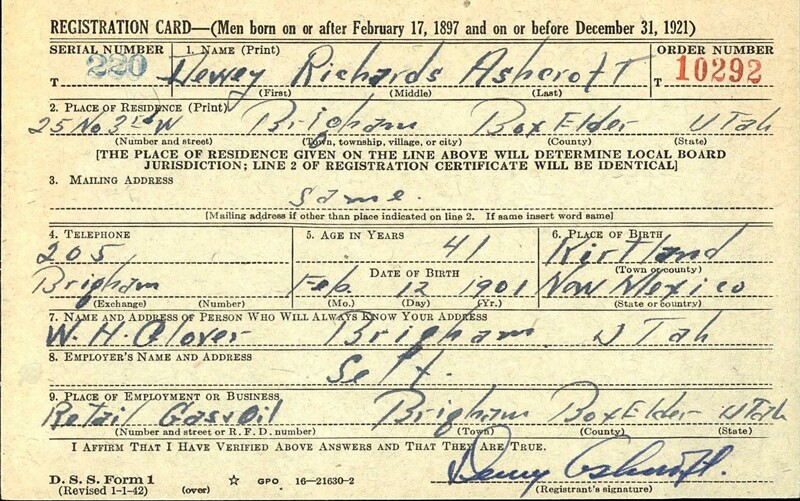 REGISTRATION CARD—(Men born on or after February 17, 1897 and on or before December 31, 1921)
SERIAL NUMBER 1. NAME (Print) ORDER NUMBER
T 220 Dewey Richards Ashcroft T 10292
(First) (Middle) (Last)
2. PLACE OF RESIDENCE (Print)
25 No 3rd W Brigham Box Elder Utah
(Number and street) (Town, township, village, or city) (County) (State)
[THE PLACE OF RESIDENCE GIVEN ON THE LINE ABOVE WILL DETERMINE LOCAL BOARD
JURISDICTION; LINE 2 OF REGISTRATION CERTIFICATE WILL BE IDENTICAL]
3. MAILING ADDRESS
Same.
[Mailing address if other than place indicated on line 2. If same insert word same]
4. TELEPHONE 5. AGE IN YEARS 6. PLACE OF BIRTH
205 41 Kirtland
DATE OF BIRTH (Town or county)
Brigham Feb. 12 1901 New Mexico
(Exchange) (Number) (Mo.) (Day) (Yr.) (State or country)
7. NAME AND ADDRESS OF PERSON WHO WILL ALWAYS KNOW YOUR ADDRESS
W. H. Glover Brigham Utah
8. EMPLOYER'S NAME AND ADDRESS
Self.
9. PLACE OF EMPLOYMENT OR BUSINESS
Retail Gas & Oil Brigham Box Elder Utah
(Number and street or R. F. D. number) (Town) (County) (State)
I AFFIRM THAT I HAVE VERIFIED ABOVE ANSWERS AND THAT THEY ARE TRUE.
D. S. S. Form 1 Dewey Ashcroft.
(Revised 1-1-42) (over) ☆ GPO 16—21630-2 (Registrant's signature)